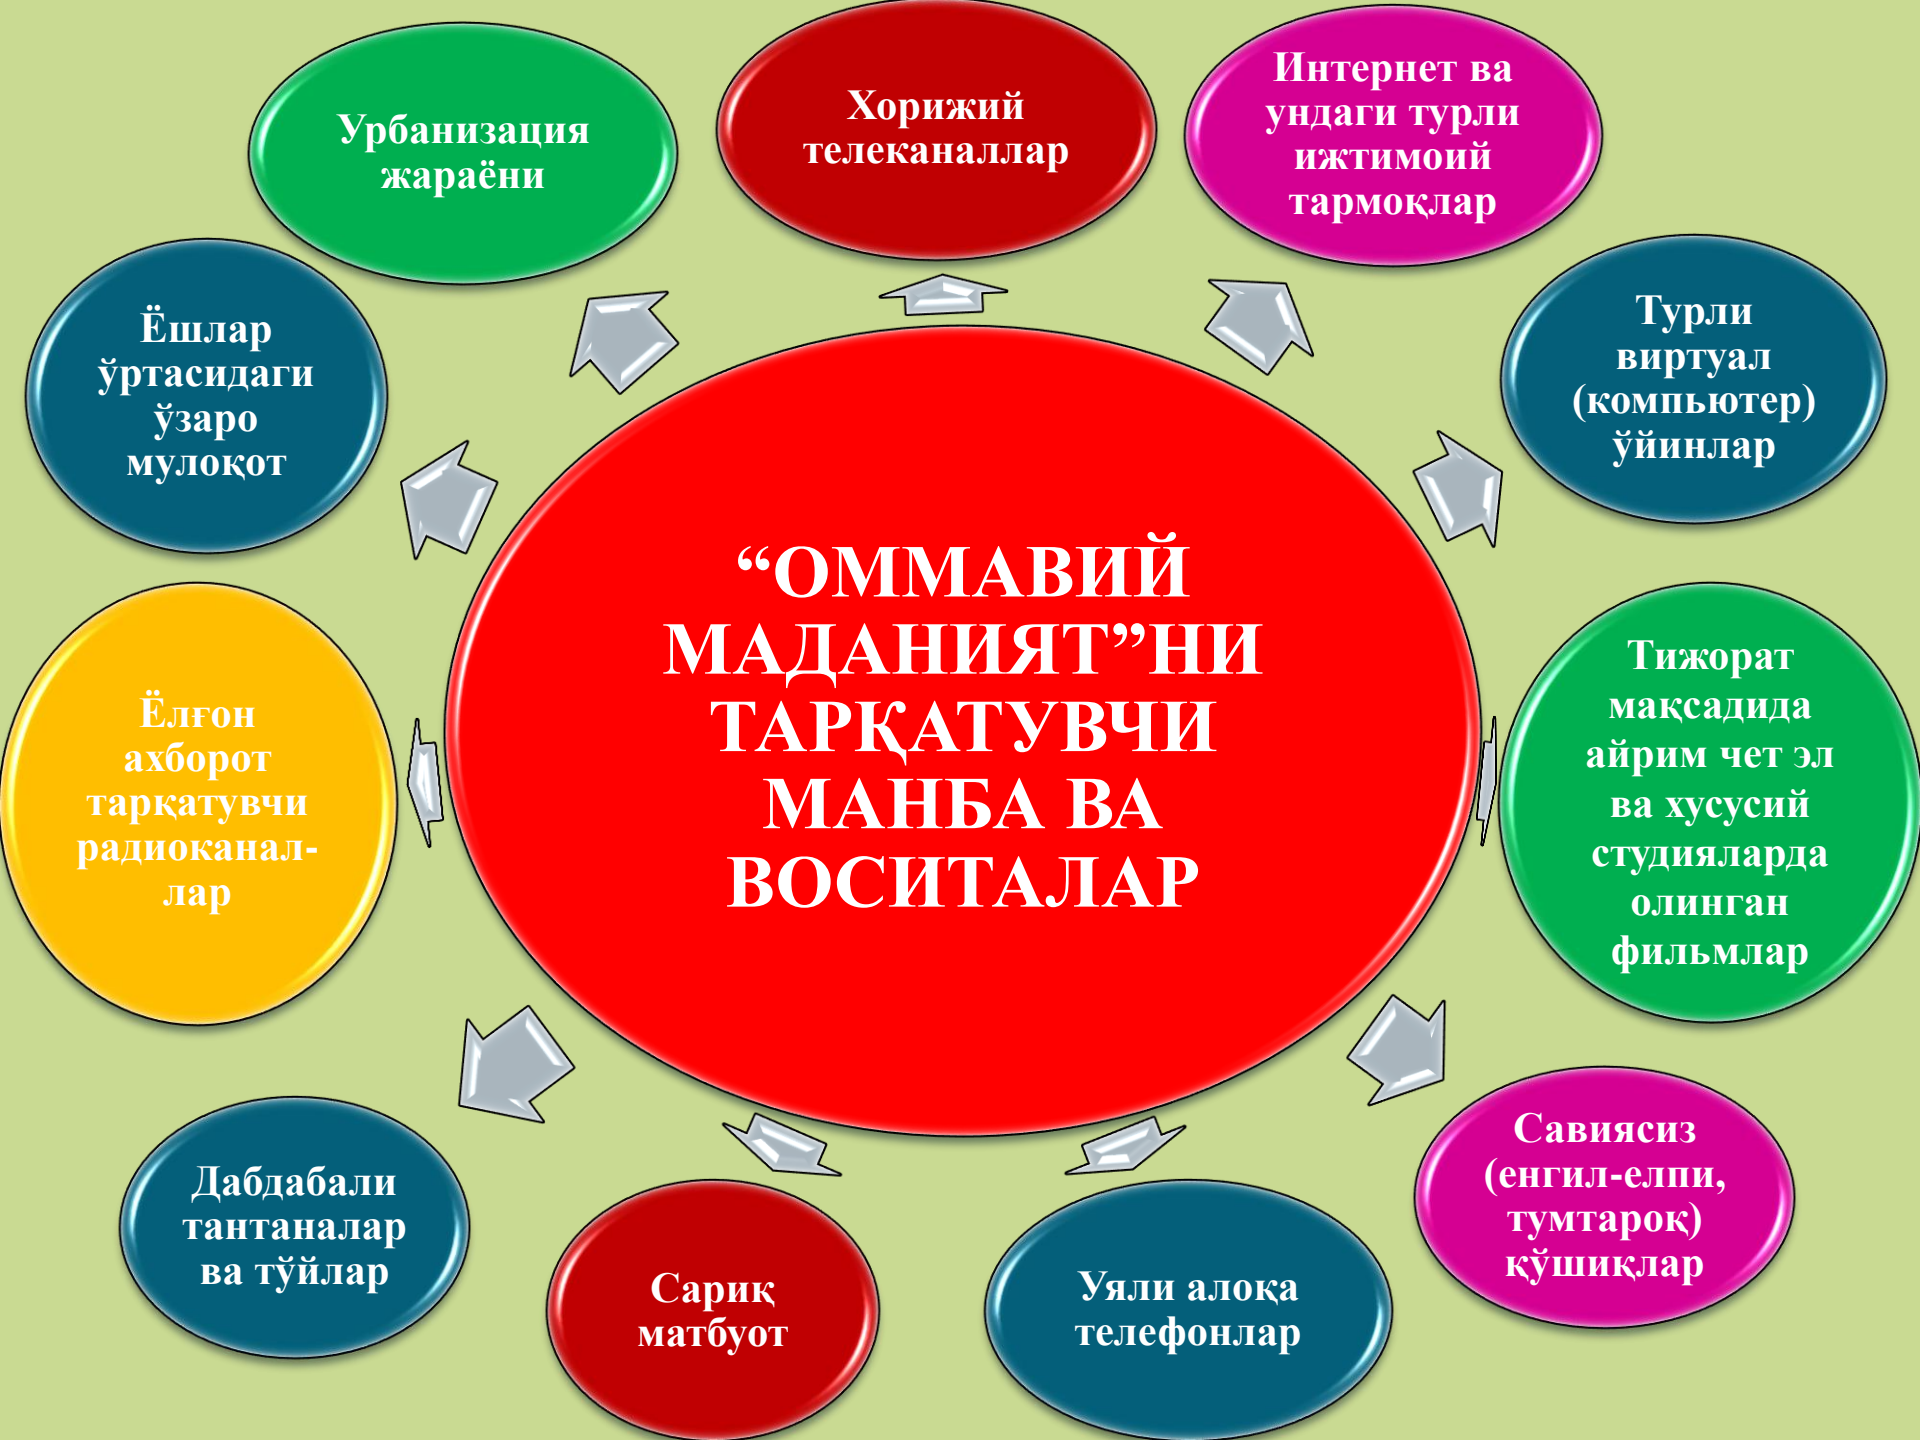 Урбанизация
жараёни
Хорижий
телеканаллар
Интернет ва
ундаги турли
ижтимоий
тармоқлар
Ёшлар
ўртасидаги
ўзаро
мулоқот
Турли
виртуал
(компьютер)
ўйинлар
“ОММАВИЙ
МАДАНИЯТ”НИ
ТАРҚАТУВЧИ
МАНБА ВА
ВОСИТАЛАР
Ёлғон
ахборот
тарқатувчи
радиоканал-
лар
Тижорат
мақсадида
айрим чет эл
ва хусусий
студияларда
олинган
фильмлар
Дабдабали
тантаналар
ва тўйлар
Сариқ
матбуот
Уяли алоқа
телефонлар
Савиясиз
(енгил-елпи,
тумтароқ)
қўшиқлар